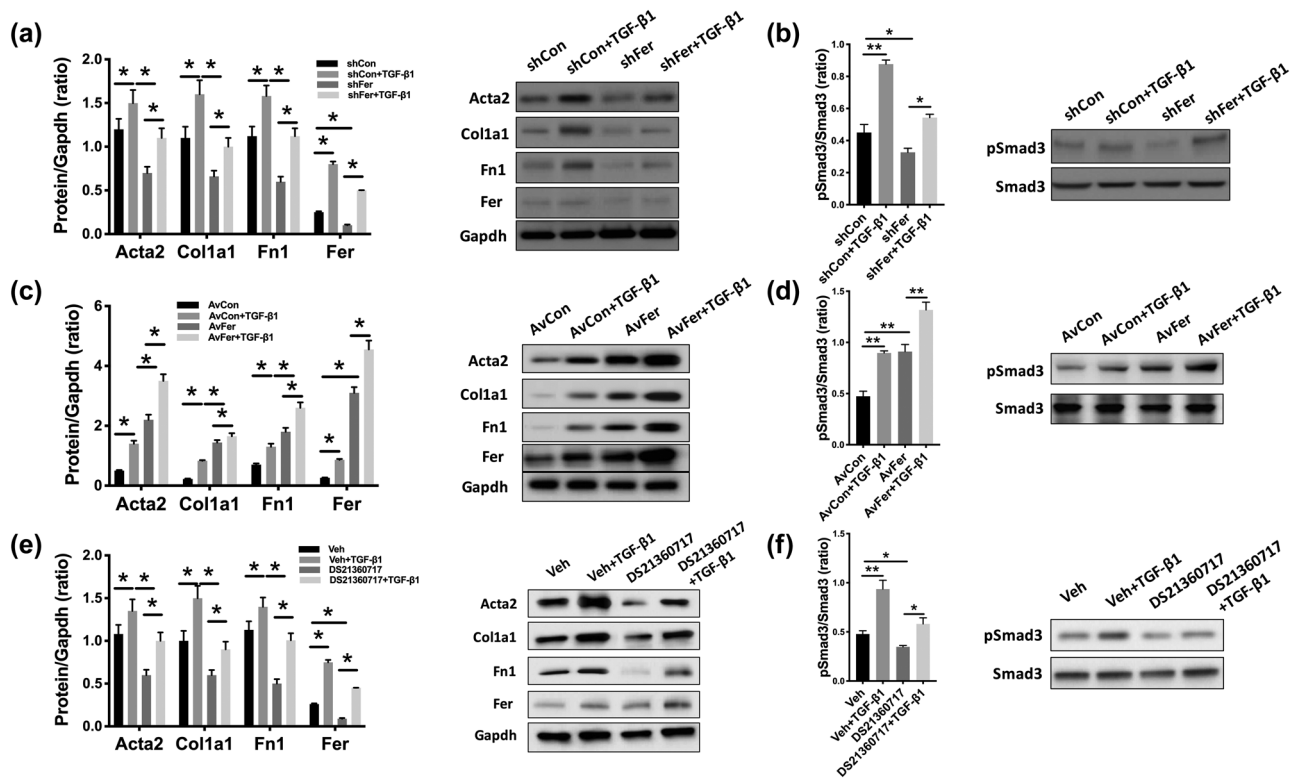 (a)
Protein/Gapdh (ratio)
2.0
1.5
1.0
0.5
0.0
shCon
shCon+TGF-β1
shFer
shFer+TGF-β1
* * * * * * * * * * * *
Acta2 Col1a1 Fn1 Fer
shCon shCon+TGF-β1 shFer shFer+TGF-β1
Acta2
Col1a1
Fn1
Fer
Gapdh
(b)
pSmad3/Smad3 (ratio)
1.0
0.8
0.6
0.4
0.2
0.0
*
**
*
shCon shCon+TGF-β1 shFer shFer+TGF-β1
shCon shCon+TGF-β1 shFer shFer+TGF-β1
pSmad3
Smad3
(c)
Protein/Gapdh (ratio)
6
4
2
0
AvCon
AvCon+TGF-β1
AvFer
AvFer+TGF-β1
* * * * * * * * * * * *
Acta2 Col1a1 Fn1 Fer
AvCon AvCon+TGF-β1 AvFer AvFer+TGF-β1
Acta2
Col1a1
Fn1
Fer
Gapdh
(d)
pSmad3/Smad3 (ratio)
1.5
1.0
0.5
0.0
**
**
**
AvCon AvCon+TGF-β1 AvFer AvFer+TGF-β1
AvCon AvCon+TGF-β1 AvFer AvFer+TGF-β1
pSmad3
Smad3
(e)
Protein/Gapdh (ratio)
2.0
1.5
1.0
0.5
0.0
Veh
Veh+TGF-β1
DS21360717
DS21360717+TGF-β1
* * * * * * * * * * * *
Acta2 Col1a1 Fn1 Fer
Veh Veh+TGF-β1 DS21360717 DS21360717
+TGF-β1
Acta2
Col1a1
Fn1
Fer
Gapdh
(f)
pSmad3/Smad3 (ratio)
1.5
1.0
0.5
0.0
*
**
*
Veh Veh+TGF-β1 DS21360717 DS21360717+TGF-β1
Veh Veh+TGF-β1 DS21360717 DS21360717
+TGF-β1
pSmad3
Smad3